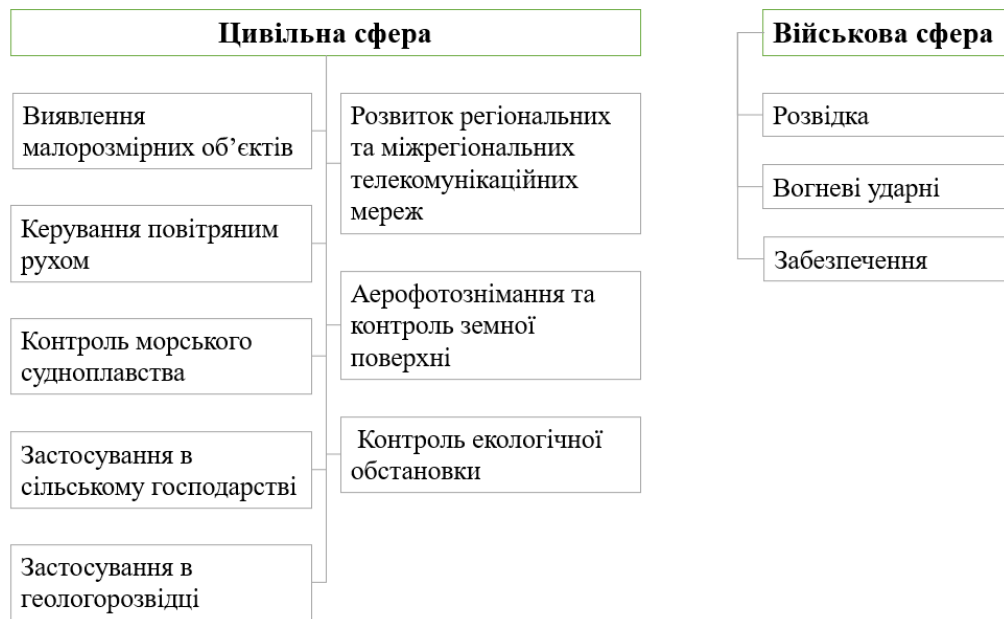 Цивільна сфера
Виявлення
малорозмірних об’єктів
Керування повітряним
рухом
Контроль морського
судноплавства
Застосування в
сільському господарстві
Застосування в
геологорозвідці
Розвиток регіональних
та міжрегіональних
телекомунікаційних
мереж
Аерофотознімання та
контроль земної
поверхні
Контроль екологічної
обстановки
Військова сфера
Розвідка
Вогневі ударні
Забезпечення